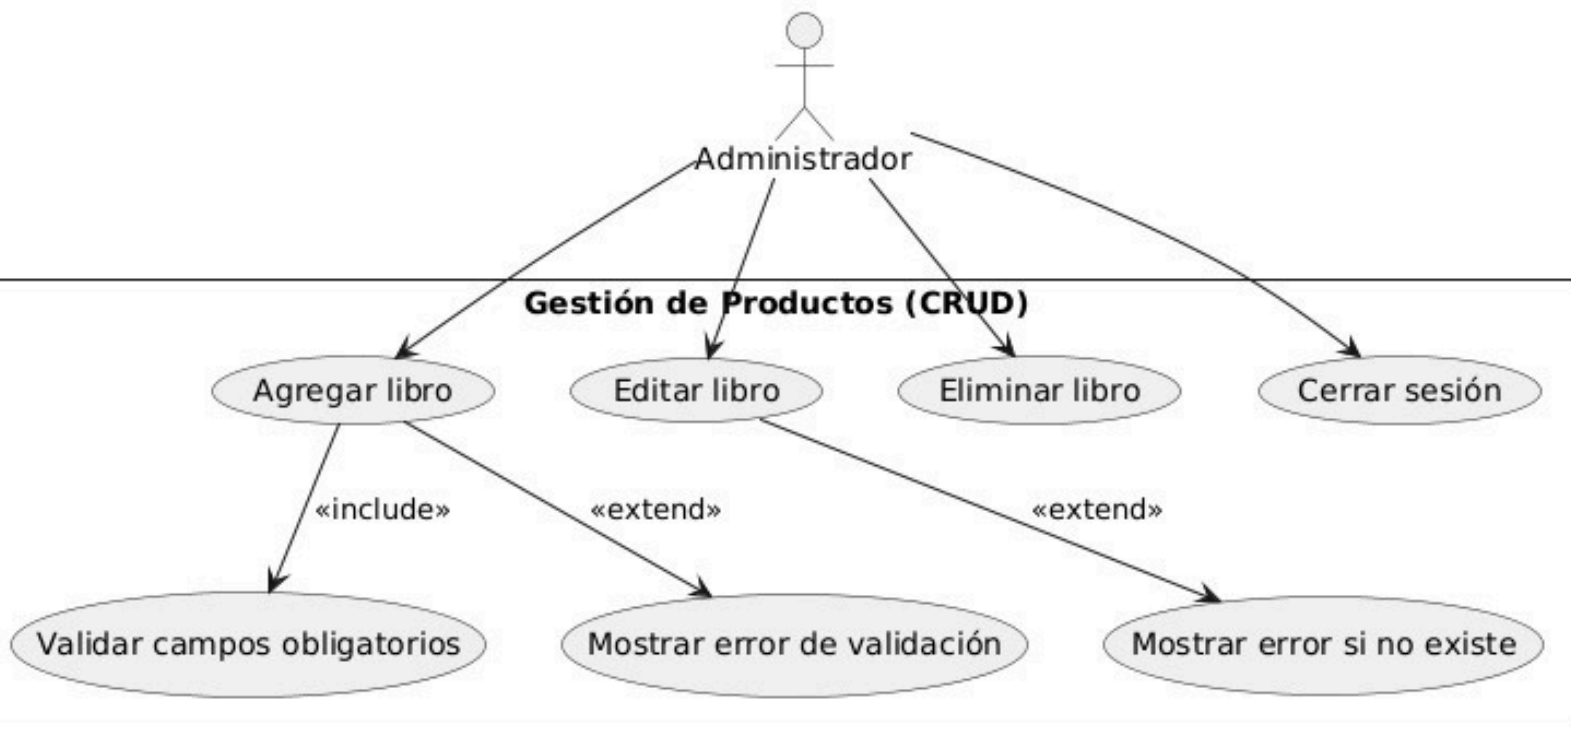 Administrador
Gestión de Productos (CRUD)
Agregar libro
Editar libro
Eliminar libro
Cerrar sesión
«include»
«extend»
«extend»
Validar campos obligatorios
Mostrar error de validación
Mostrar error si no existe